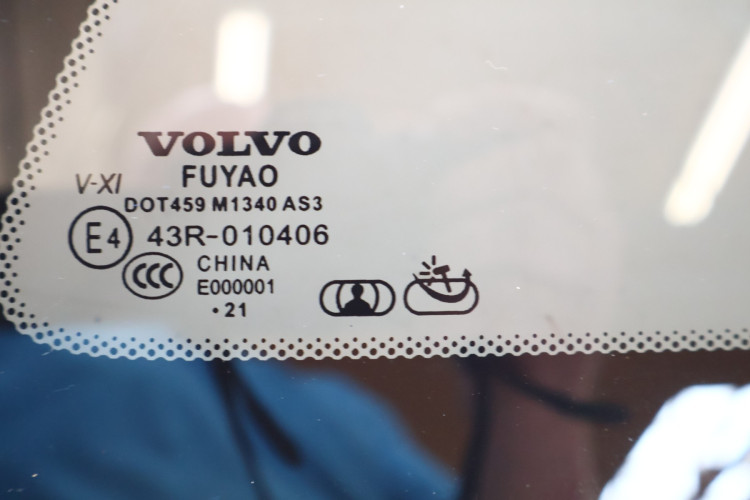 VOLVO
FUYAO
V-XI
DOT459 M1340 AS3
E4 43R-010406
CCC CHINA
E000001
·21